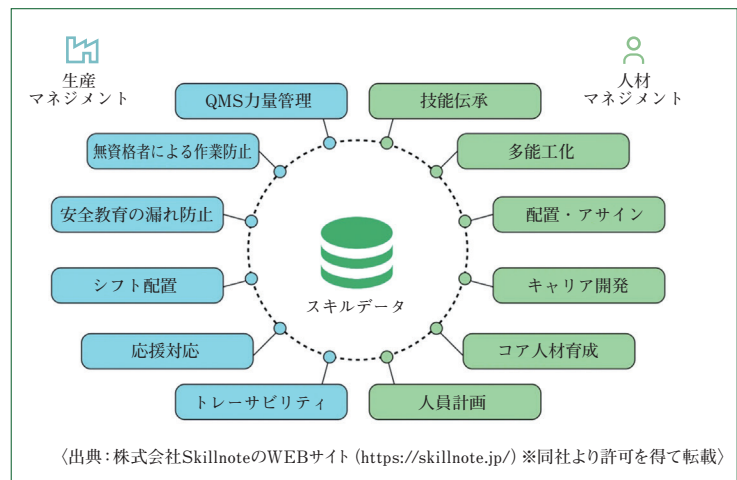 生産
マネジメント
人材
マネジメント
QMS力量管理
技能伝承
無資格者による作業防止
多能工化
安全教育の漏れ防止
配置・アサイン
シフト配置
キャリア開発
スキルデータ
応援対応
コア人材育成
トレーサビリティ
人員計画
〈出典：株式会社SkillnoteのWEBサイト（https://skillnote.jp/）※同社より許可を得て転載〉